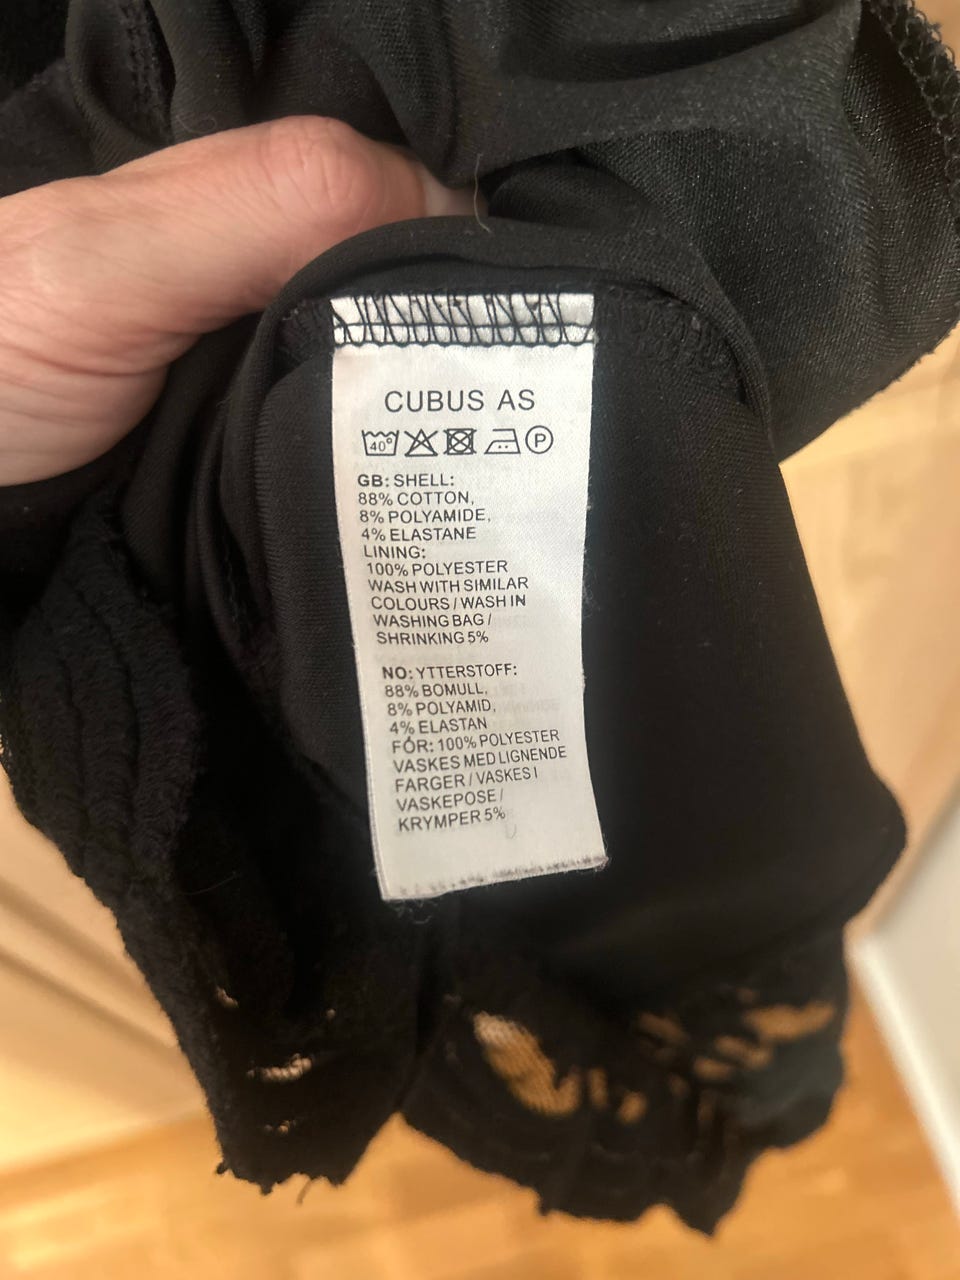 CUBUS AS
40° P
GB: SHELL:
88% COTTON,
8% POLYAMIDE,
4% ELASTANE
LINING:
100% POLYESTER
WASH WITH SIMILAR
COLOURS / WASH IN
WASHING BAG /
SHRINKING 5%
NO: YTTERSTOFF:
88% BOMULL,
8% POLYAMID,
4% ELASTAN
FÓR: 100% POLYESTER
VASKES MED LIGNENDE
FARGER / VASKES I
VASKEPOSE /
KRYMPER 5%